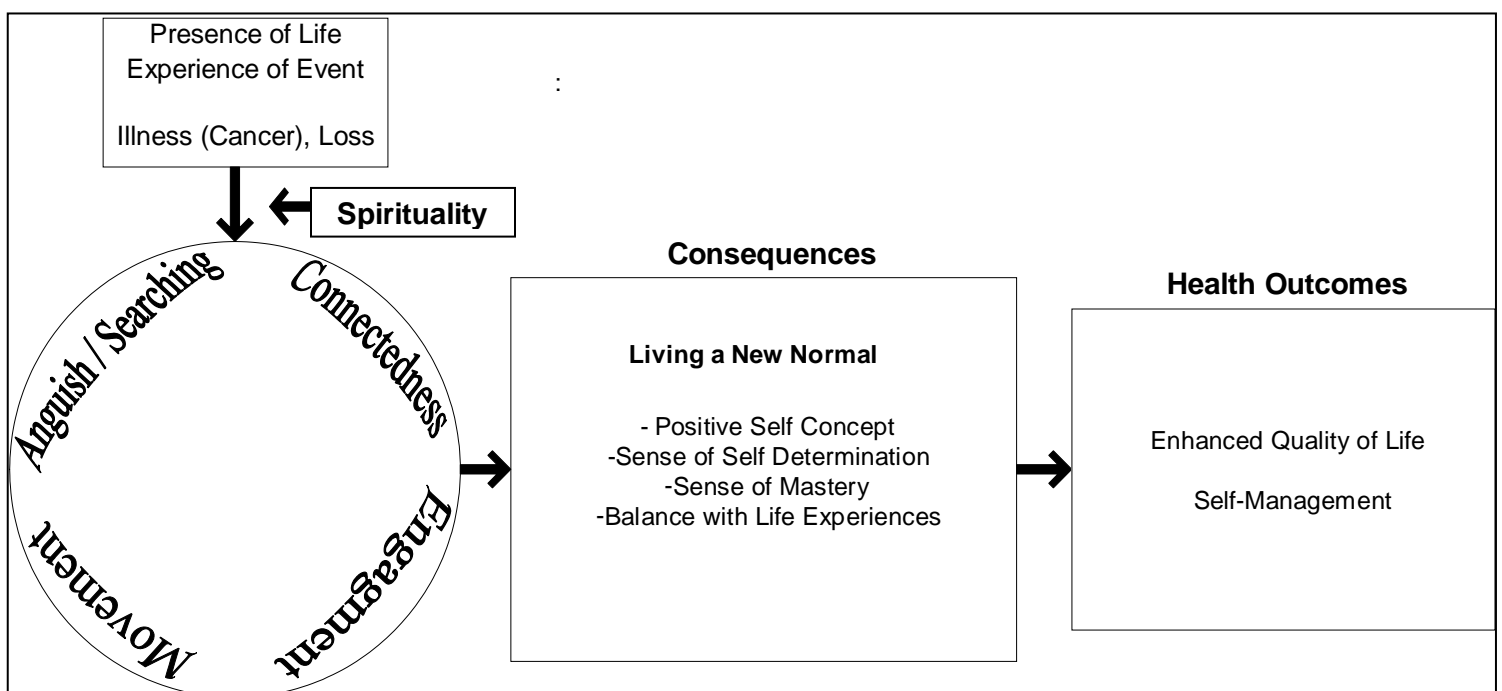 Presence of Life
Experience of Event
Illness (Cancer), Loss
:
Spirituality
Anguish / Searching
Connectedness
Engagment
Movement
Consequences
Living a New Normal
- Positive Self Concept
-Sense of Self Determination
-Sense of Mastery
-Balance with Life Experiences
Health Outcomes
Enhanced Quality of Life
Self-Management